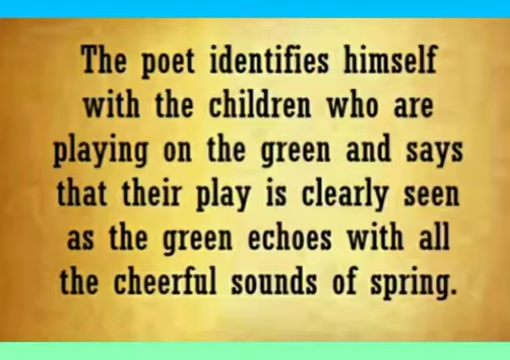 The poet identifies himself
with the children who are
playing on the green and says
that their play is clearly seen
as the green echoes with all
the cheerful sounds of spring.